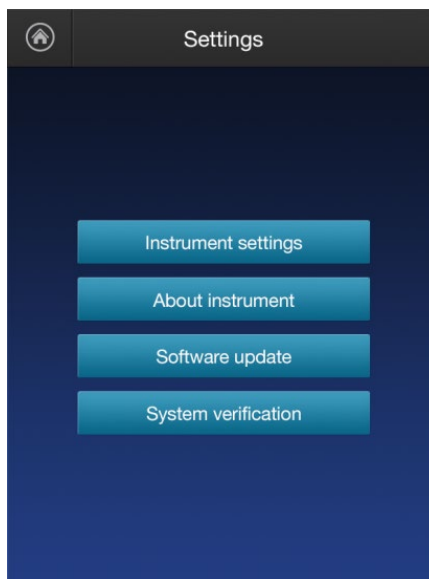 Settings
Instrument settings
About instrument
Software update
System verification